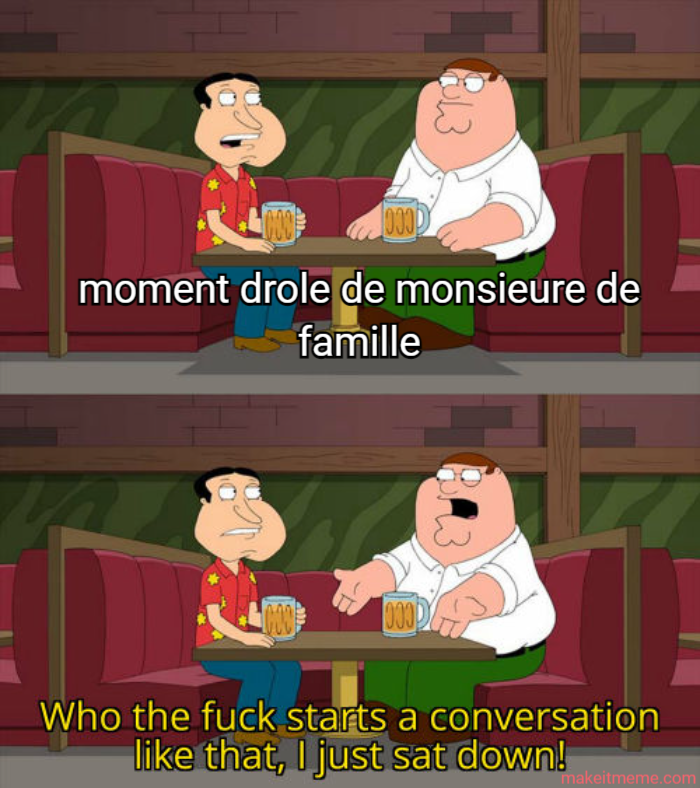 moment drole de monsieure de
famille
Who the fuck starts a conversation
like that, I just sat down!
makeitmeme.com